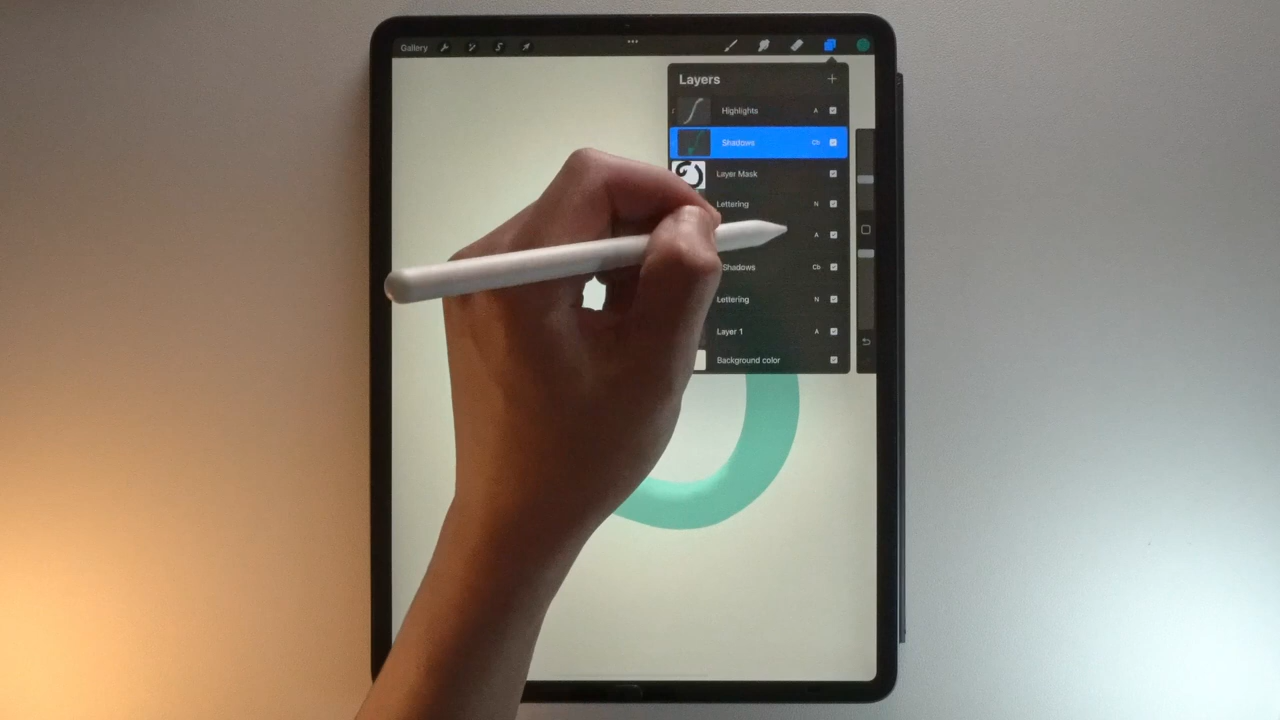 Gallery
Layers
Highlights A
Shadows Cb
Layer Mask
Lettering N
A
Shadows Cb
Lettering N
Layer 1 A
Background color